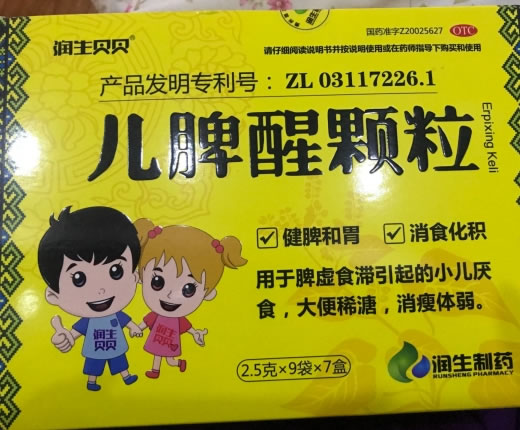 润生贝贝
国药准字Z20025627
OTC
请仔细阅读说明书并按说明使用或在药师指导下购买和使用
产品发明专利号：ZL 03117226.1
儿脾醒颗粒
Erpixing Keli
☑健脾和胃 ☑消食化积
用于脾虚食滞引起的小儿厌
食，大便稀溏，消瘦体弱。
润生
贝贝
润生
贝贝
2.5克×9袋×7盒
润生制药
RUNSHENG PHARMACY